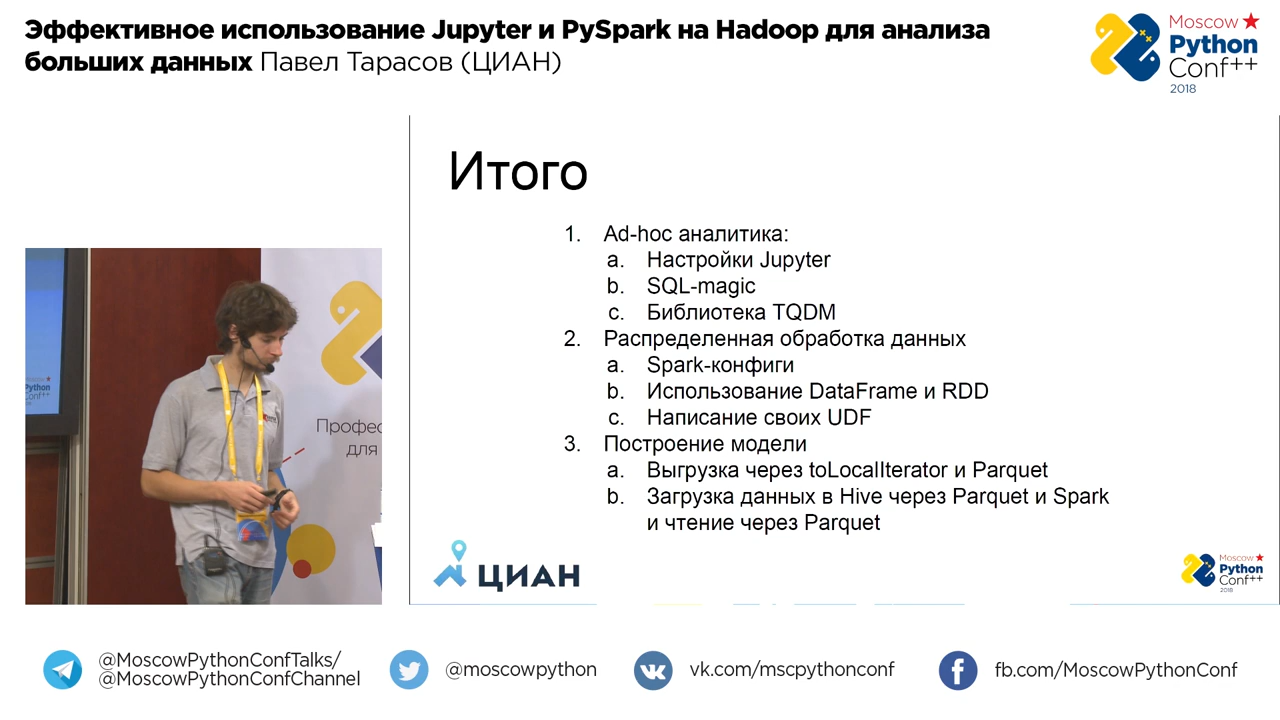 Эффективное использование Jupyter и PySpark на Hadoop для анализа
больших данных Павел Тарасов (ЦИАН)
Moscow
Python
Conf++
2018
Итого
1. Ad-hoc аналитика:
a. Настройки Jupyter
b. SQL-magic
c. Библиотека TQDM
2. Распределенная обработка данных
a. Spark-конфиги
b. Использование DataFrame и RDD
c. Написание своих UDF
3. Построение модели
a. Выгрузка через toLocalIterator и Parquet
b. Загрузка данных в Hive через Parquet и Spark
и чтение через Parquet
ЦИАН
Moscow
Python
Conf++
2018
Профес
для
@MoscowPythonConfTalks/
@MoscowPythonConfChannel
@moscowpython
vk.com/mscpythonconf
fb.com/MoscowPythonConf